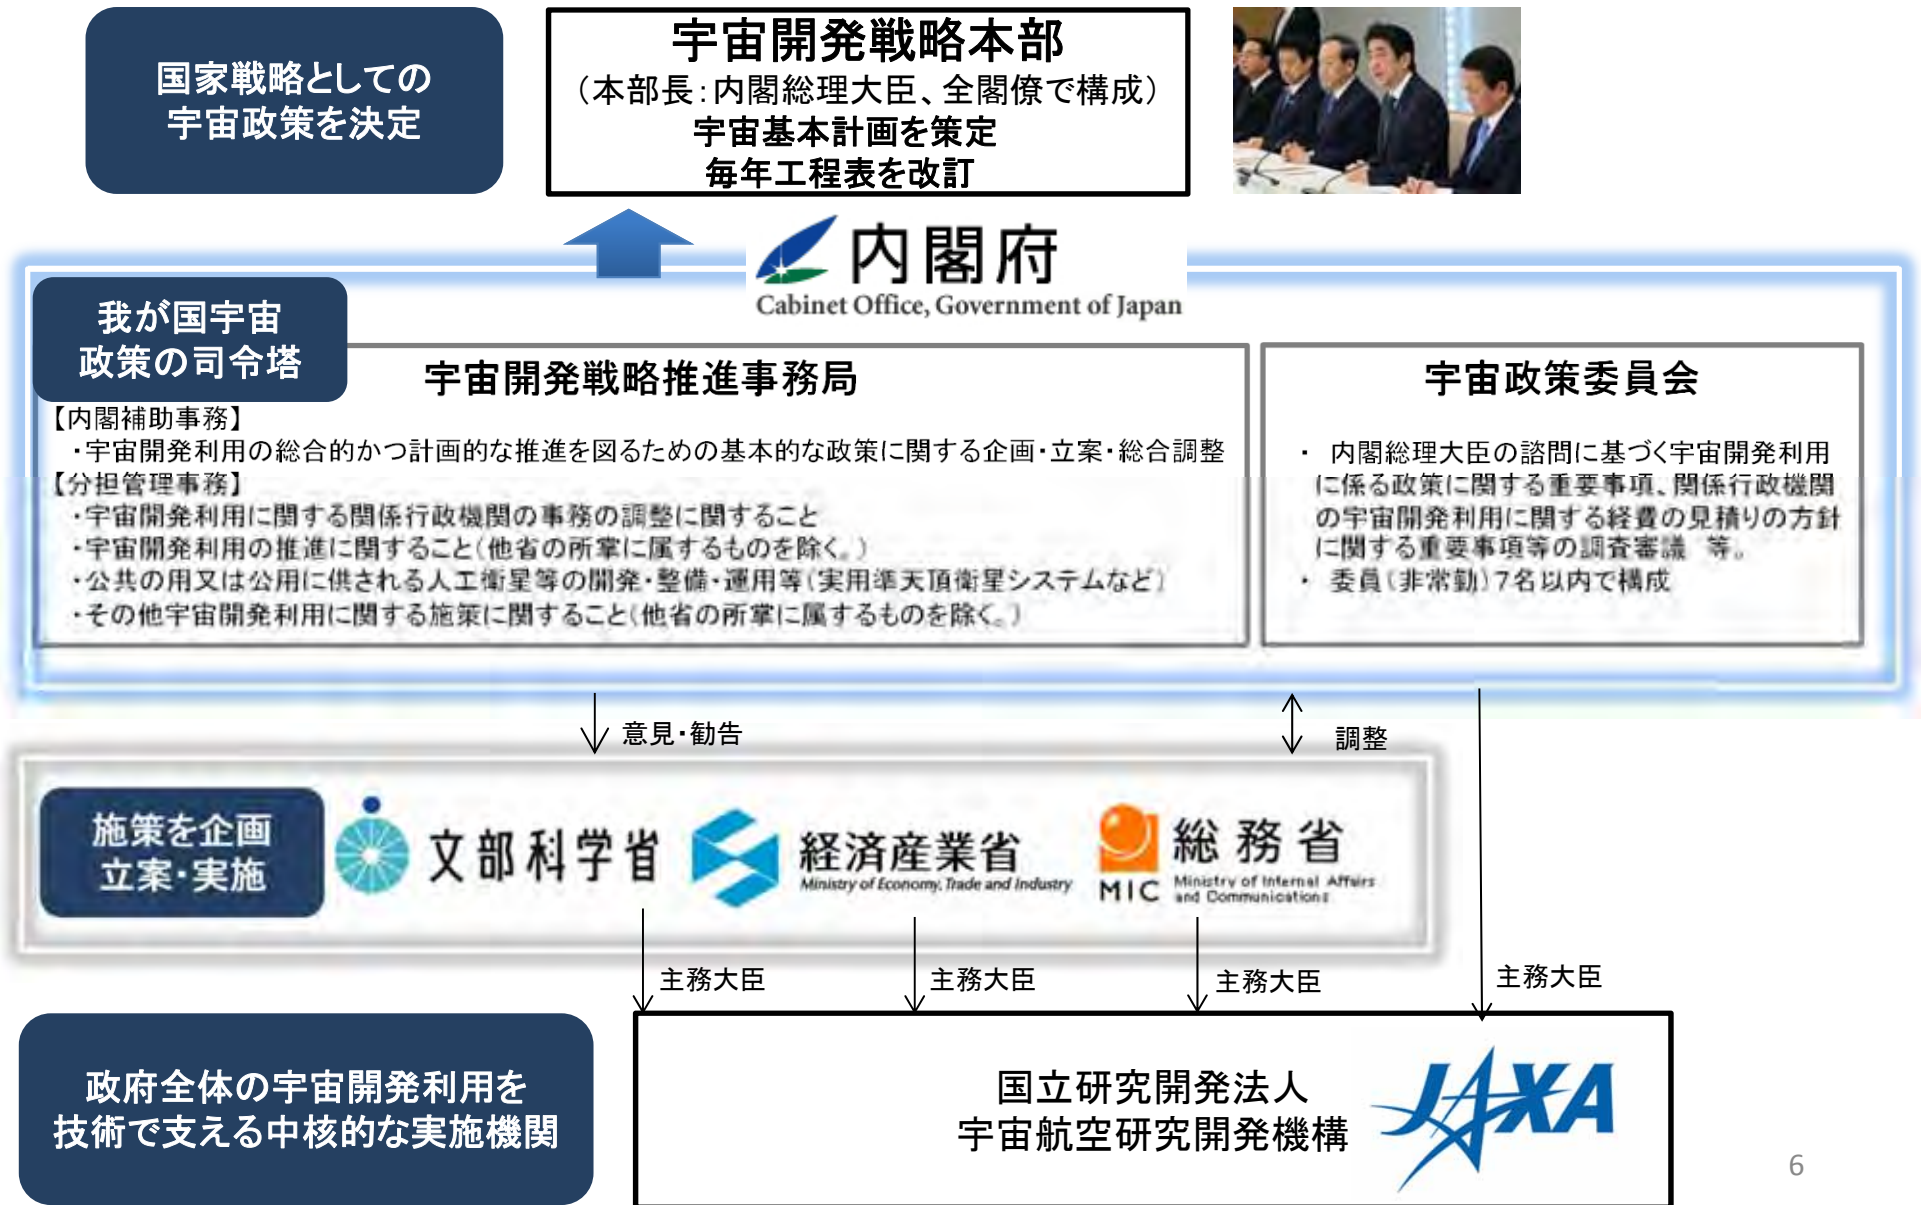 国家戦略としての
宇宙政策を決定
宇宙開発戦略本部
（本部長：内閣総理大臣、全閣僚で構成）
宇宙基本計画を策定
毎年工程表を改訂
内閣府
Cabinet Office, Government of Japan
我が国宇宙
政策の司令塔
宇宙開発戦略推進事務局
【内閣補助事務】
・宇宙開発利用の総合的かつ計画的な推進を図るための基本的な政策に関する企画・立案・総合調整
【分担管理事務】
・宇宙開発利用に関する関係行政機関の事務の調整に関すること
・宇宙開発利用の推進に関すること（他省の所掌に属するものを除く。）
・公共の用又は公用に供される人工衛星等の開発・整備・運用等（実用準天頂衛星システムなど）
・その他宇宙開発利用に関する施策に関すること（他省の所掌に属するものを除く。）
宇宙政策委員会
・ 内閣総理大臣の諮問に基づく宇宙開発利用
に係る政策に関する重要事項、関係行政機関
の宇宙開発利用に関する経費の見積りの方針
に関する重要事項等の調査審議 等。
・ 委員（非常勤）7名以内で構成
意見・勧告
調整
施策を企画
立案・実施
文部科学省
経済産業省
Ministry of Economy, Trade and Industry
総務省
MIC
Ministry of Internal Affairs
and Communications
主務大臣
主務大臣
主務大臣
主務大臣
政府全体の宇宙開発利用を
技術で支える中核的な実施機関
国立研究開発法人
宇宙航空研究開発機構
JAXA
6